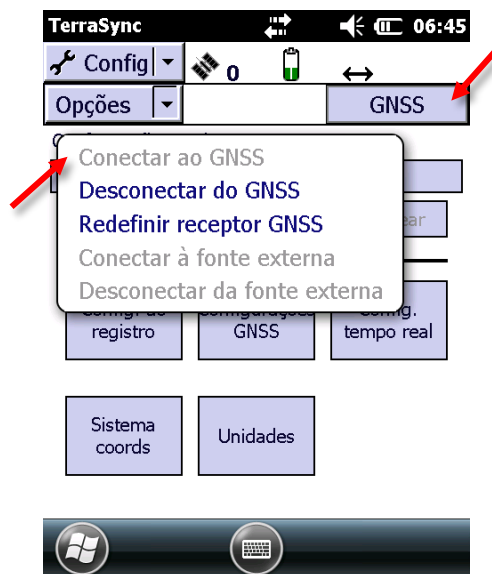 TerraSync 06:45
Config 0
Opções GNSS
Conectar ao GNSS
Desconectar do GNSS
Redefinir receptor GNSS
Conectar à fonte externa
Desconectar da fonte externa
registro GNSS tempo real
Sistema
coords
Unidades